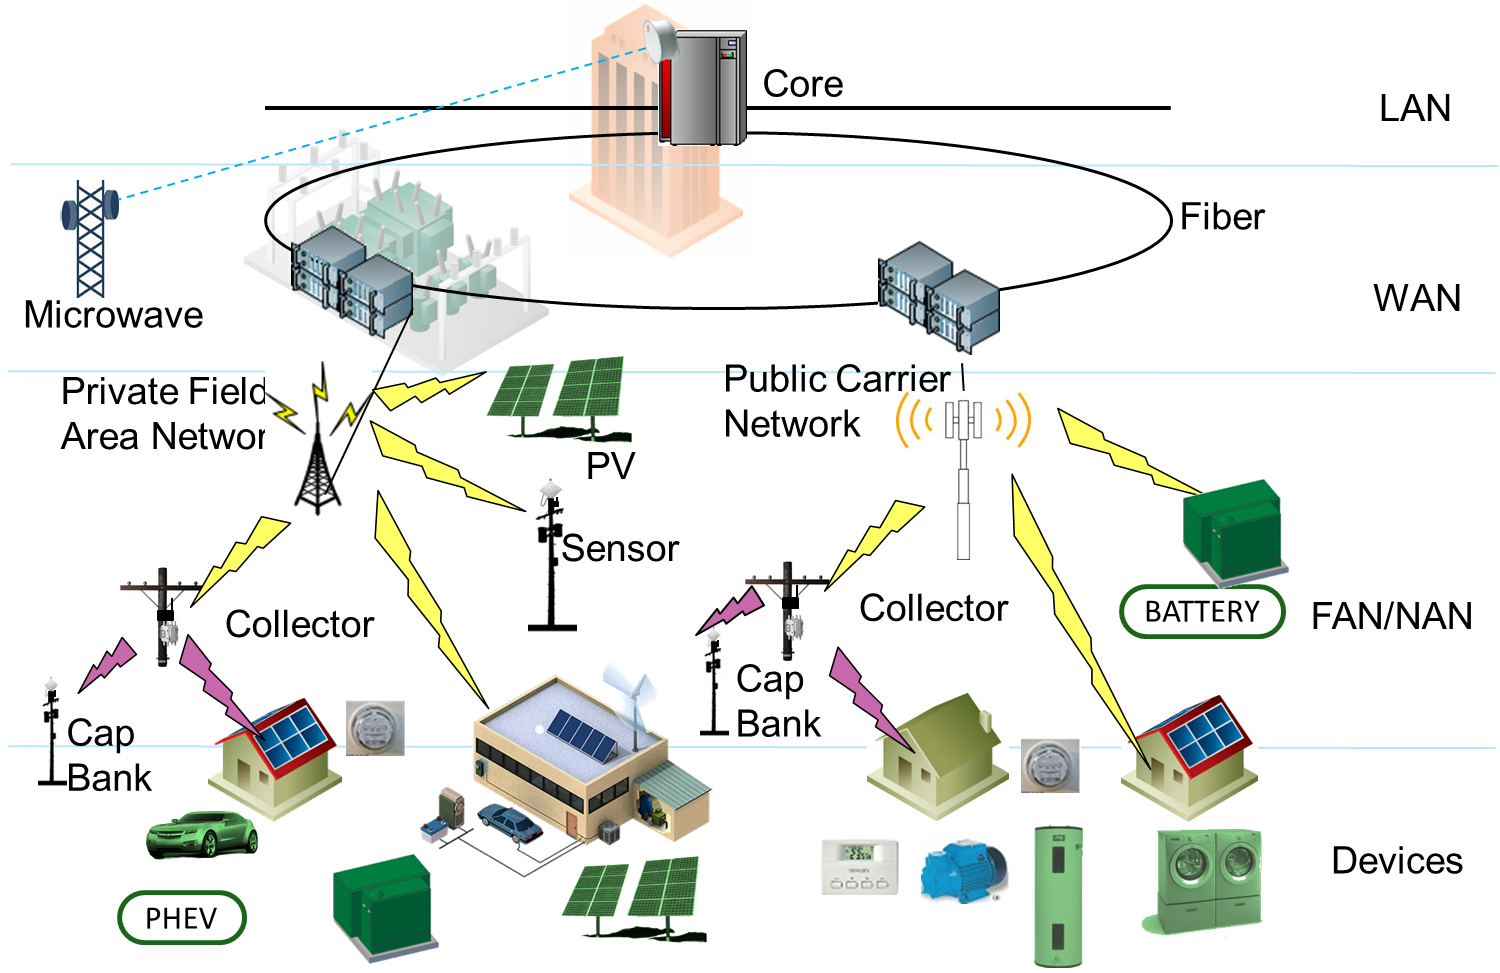 Core
LAN
Fiber
Microwave
WAN
Private Field
Area Networ
Public Carrier
Network
PV
Sensor
Collector
Collector
BATTERY
FAN/NAN
Cap
Bank
Cap
Bank
Devices
PHEV